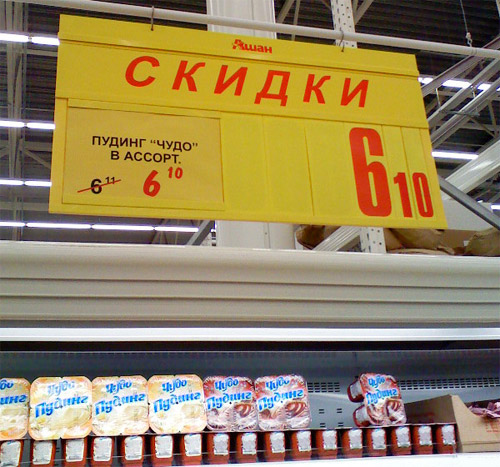 Ашан
СКИДКИ
ПУДИНГ "ЧУДО"
В АССОРТ.
6 11
6 10
6 10
Чудо Чудо Чудо Чудо Чудо Чудо
Пудинг Пудинг Пудинг Пудинг Пудинг Пудинг